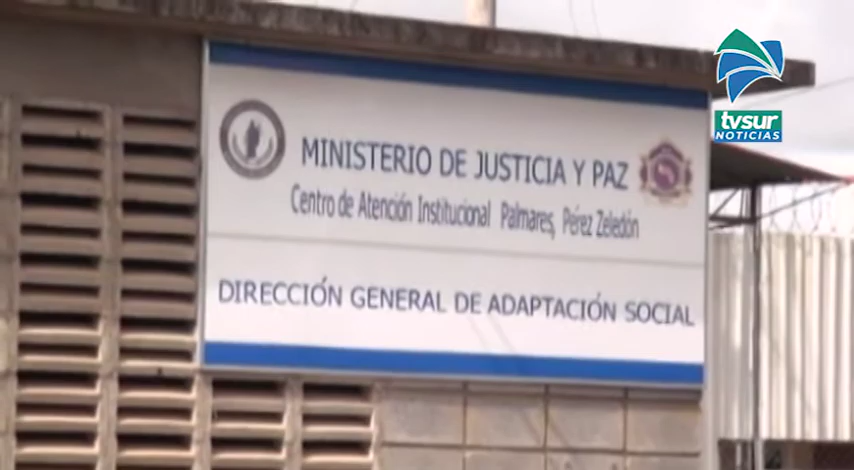 tvsur
NOTICIAS
MINISTERIO DE JUSTICIA Y PAZ
Centro de Atención Institucional Palmares, Pérez Zeledón
DIRECCIÓN GENERAL DE ADAPTACIÓN SOCIAL